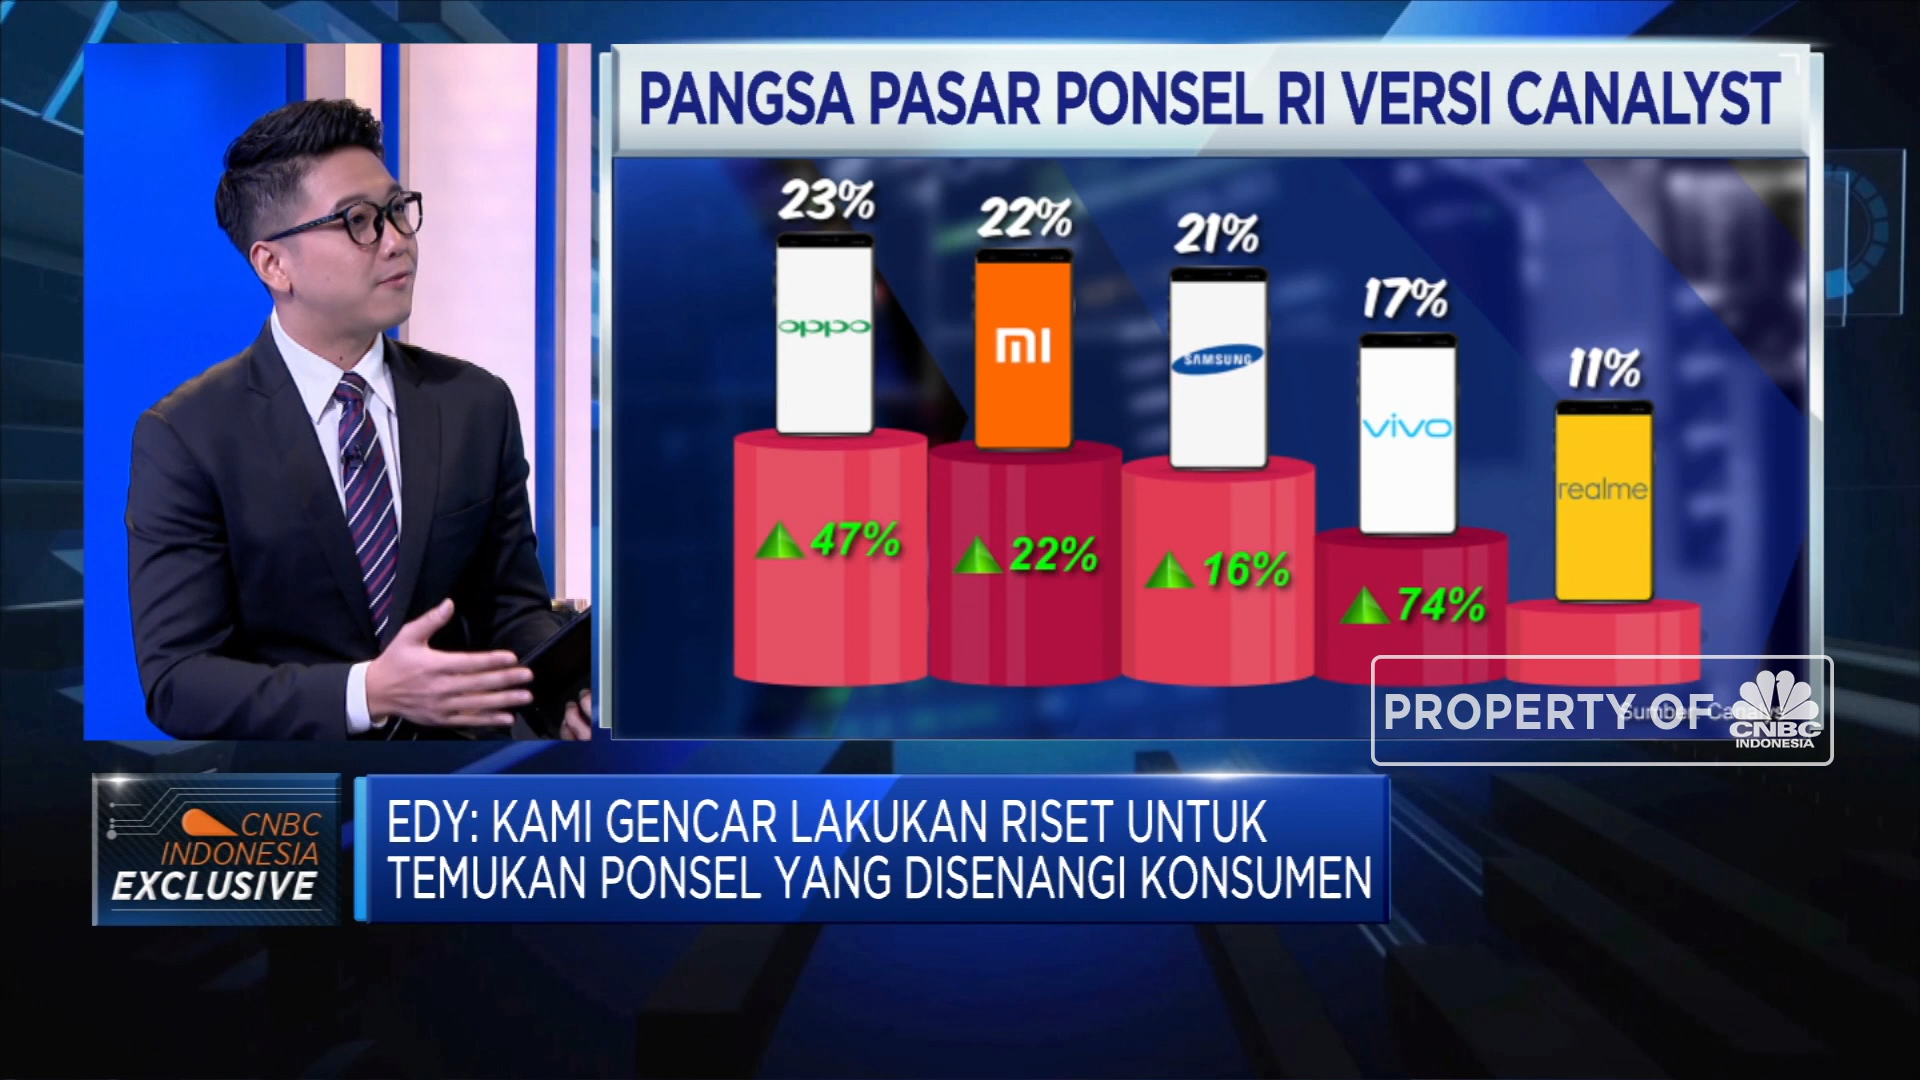 PANGSA PASAR PONSEL RI VERSI CANALYST
23%
22%
21%
17%
11%
oppo
mi
SAMSUNG
vivo
realme
47%
22%
16%
74%
PROPERTY OF
CNBC
INDONESIA
Sumber:
CNBC
INDONESIA
EXCLUSIVE
EDY: KAMI GENCAR LAKUKAN RISET UNTUK
TEMUKAN PONSEL YANG DISENANGI KONSUMEN